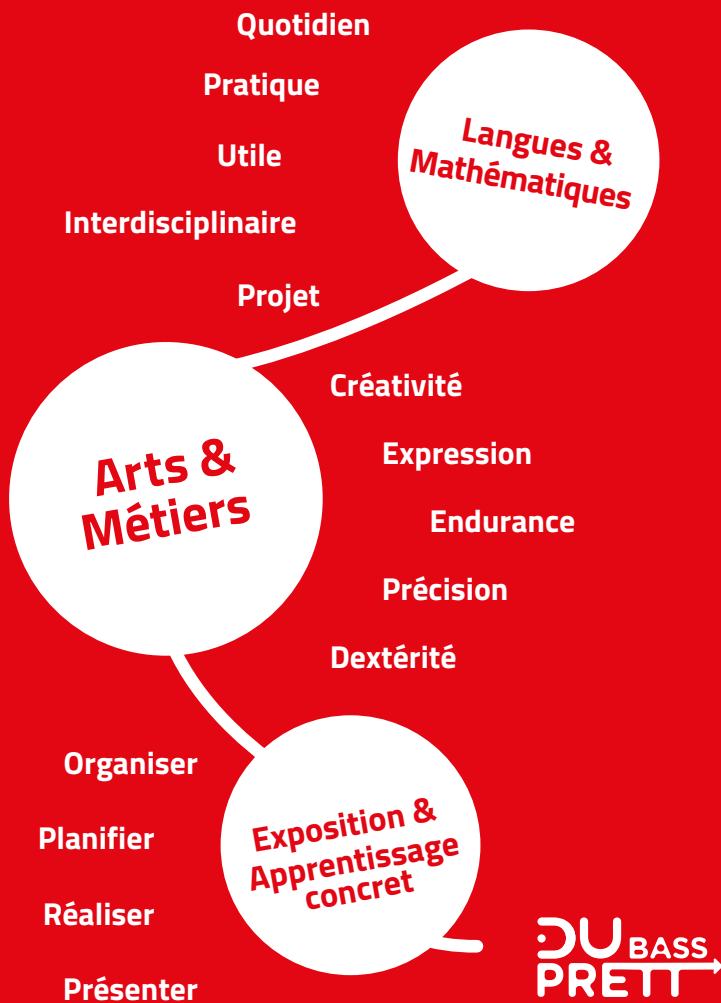 Quotidien
Pratique
Utile
Interdisciplinaire
Projet
Langues &
Mathématiques
Arts &
Métiers
Créativité
Expression
Endurance
Précision
Dextérité
Organiser
Planifier
Réaliser
Présenter
Exposition &
Apprentissage
concret
DU BASS
PRETT